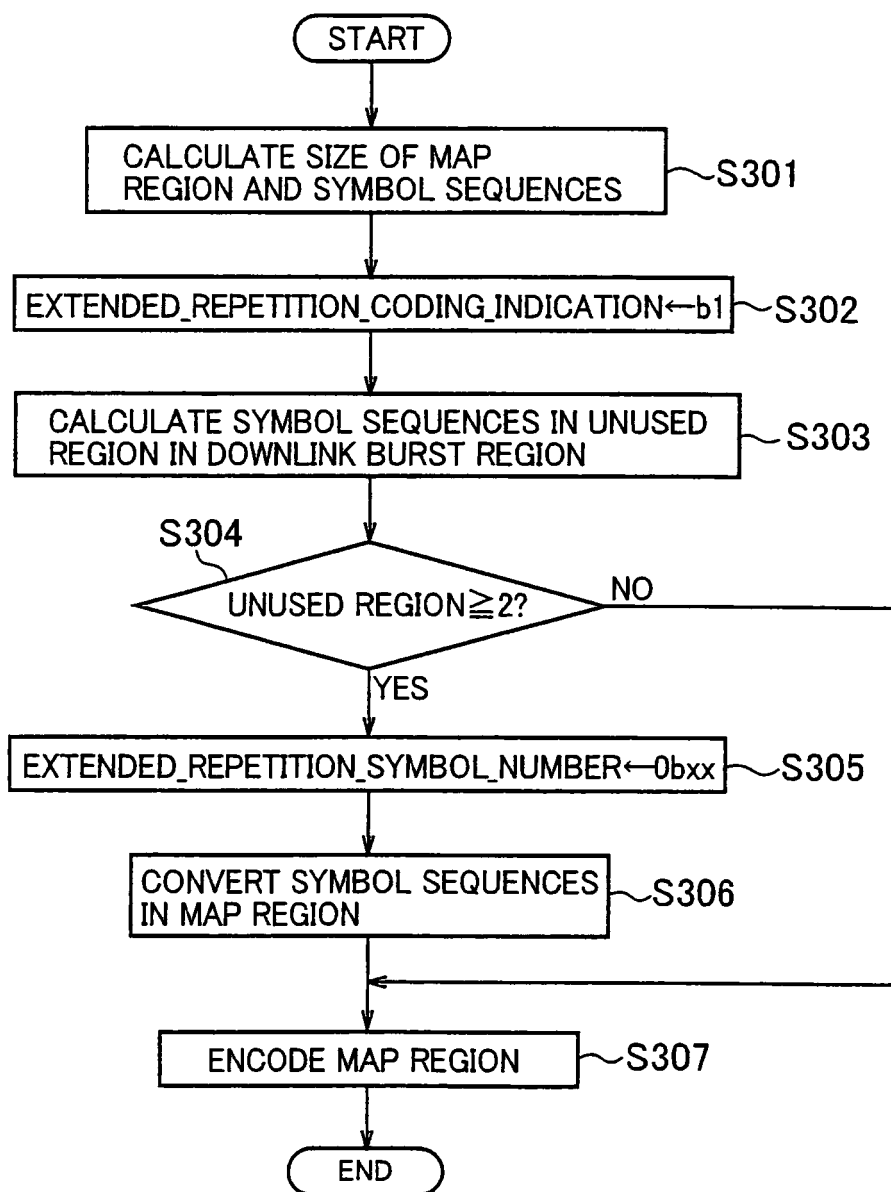 START
CALCULATE SIZE OF MAP
REGION AND SYMBOL SEQUENCES
S301
EXTENDED_REPETITION_CODING_INDICATION←b1
S302
CALCULATE SYMBOL SEQUENCES IN UNUSED
REGION IN DOWNLINK BURST REGION
S303
S304
UNUSED REGION≧2?
NO
YES
EXTENDED_REPETITION_SYMBOL_NUMBER←0bxx
S305
CONVERT SYMBOL SEQUENCES
IN MAP REGION
S306
ENCODE MAP REGION
S307
END